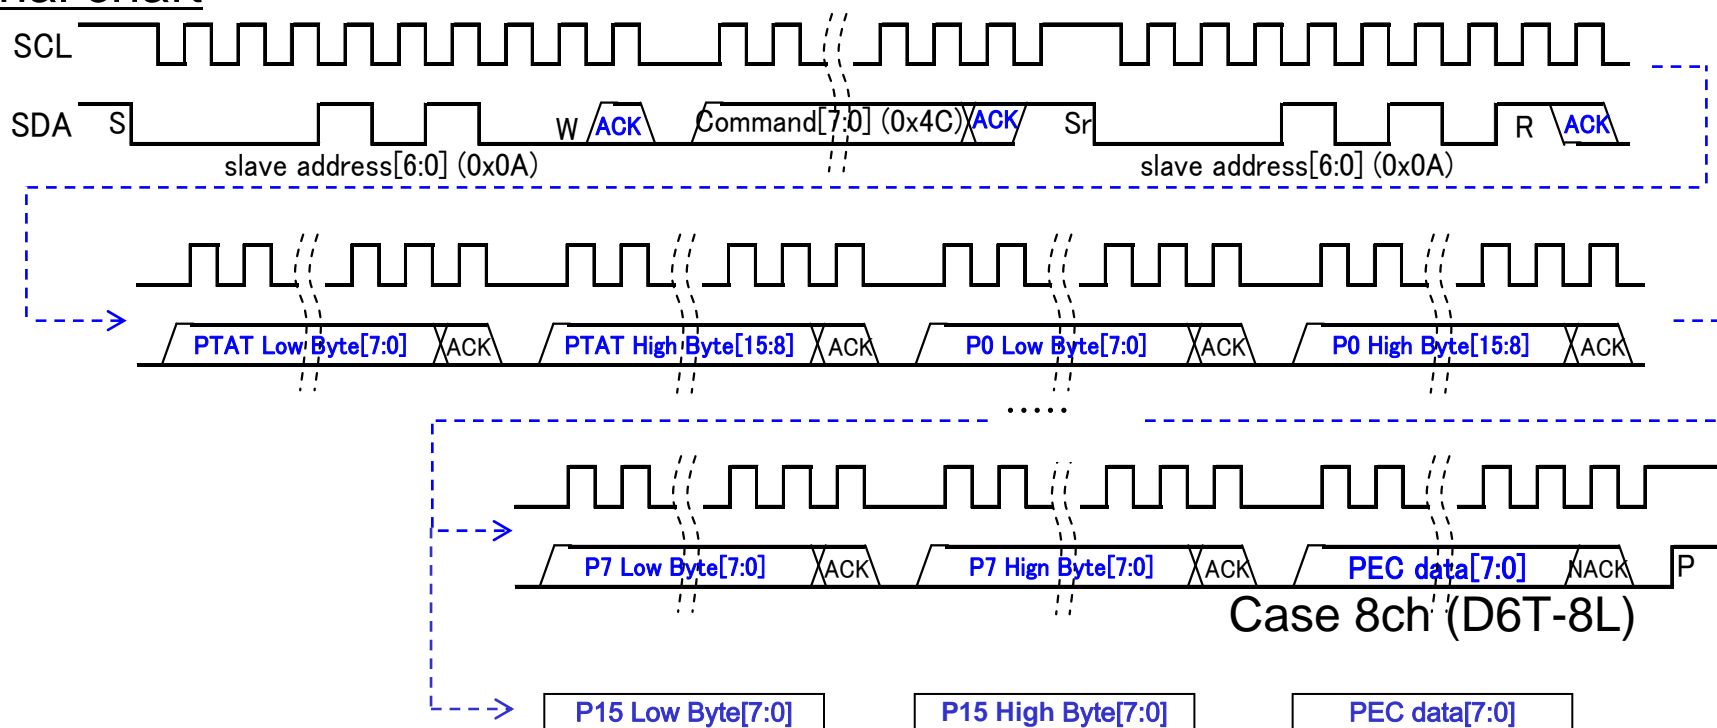 nal chart
SCL
SDA S W ACK Command[7:0] (0x4C) ACK Sr R ACK
slave address[6:0] (0x0A) slave address[6:0] (0x0A)
PTAT Low Byte[7:0] ACK PTAT High Byte[15:8] ACK P0 Low Byte[7:0] ACK P0 High Byte[15:8] ACK
.....
P7 Low Byte[7:0] ACK P7 Hign Byte[7:0] ACK PEC data[7:0] NACK P
Case 8ch (D6T-8L)
P15 Low Byte[7:0] P15 High Byte[7:0] PEC data[7:0]